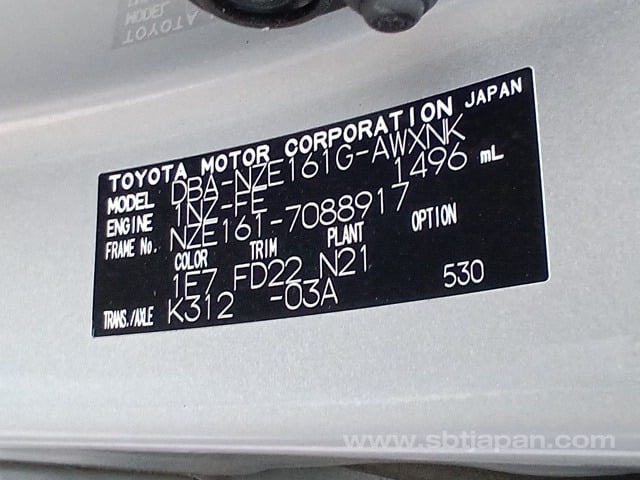 TOYOTA MOTOR CORPORATION JAPAN
MODEL DBA-NZE161G-AWXNK
ENGINE 1NZ-FE 1496 mL
FRAME No. NZE161-7088917
COLOR TRIM PLANT OPTION
1E7 FD22 N21
TRANS./AXLE K312 -03A 530
www.sbtjapan.com